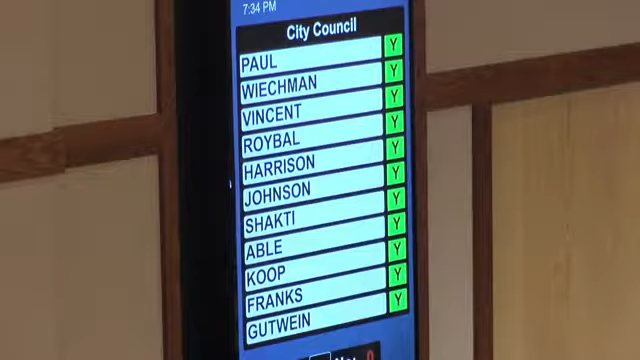 7:34 PM
City Council
PAUL Y
WIECHMAN Y
VINCENT Y
ROYBAL Y
HARRISON Y
JOHNSON Y
SHAKTI Y
ABLE Y
KOOP Y
FRANKS Y
GUTWEIN Y